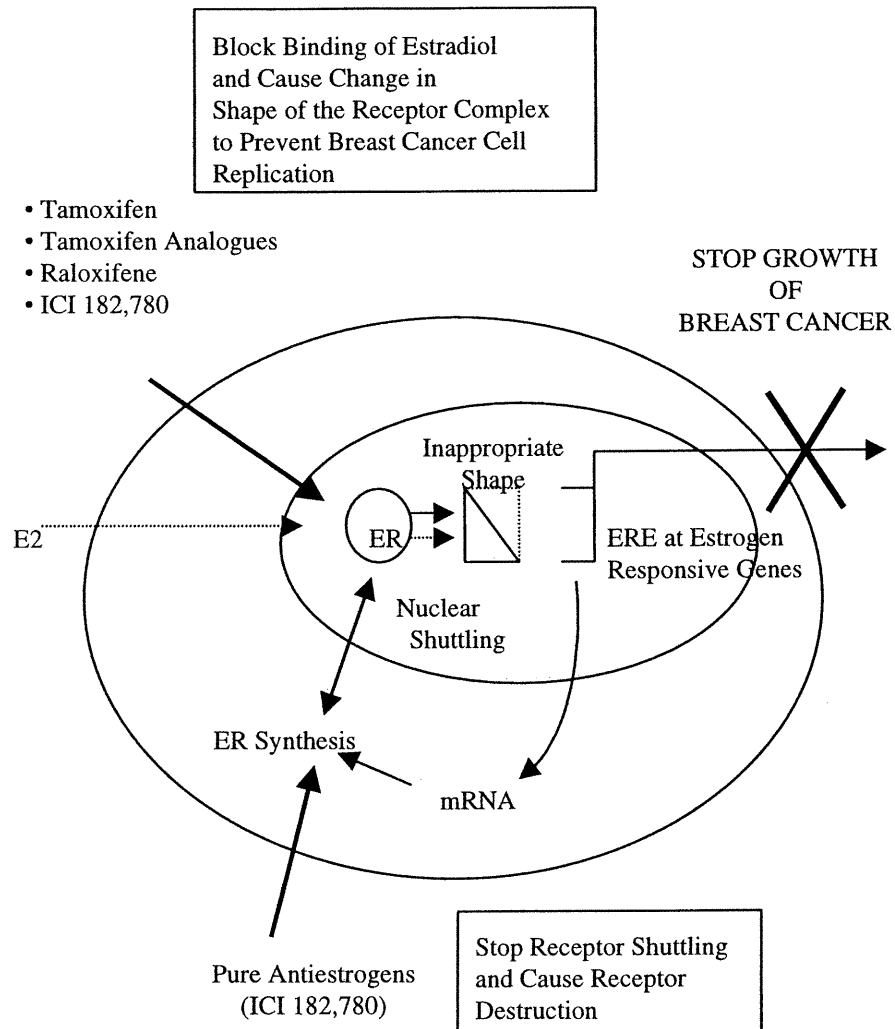 Block Binding of Estradiol
and Cause Change in
Shape of the Receptor Complex
to Prevent Breast Cancer Cell
Replication
• Tamoxifen
• Tamoxifen Analogues
• Raloxifene
• ICI 182,780
STOP GROWTH
OF
BREAST CANCER
Inappropriate
Shape
E2
ER
ERE at Estrogen
Responsive Genes
Nuclear
Shuttling
ER Synthesis
mRNA
Pure Antiestrogens
(ICI 182,780)
Stop Receptor Shuttling
and Cause Receptor
Destruction